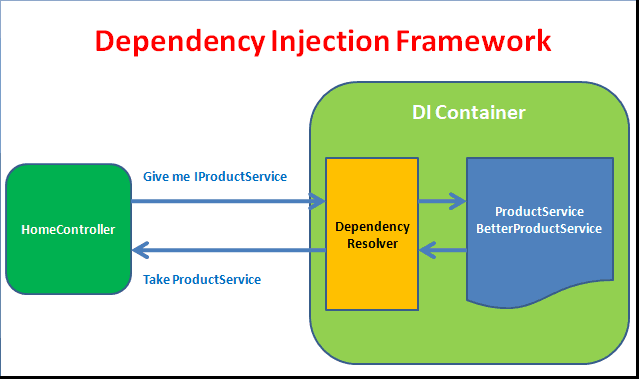 Dependency Injection Framework
DI Container
Give me IProductService
HomeController
Dependency
Resolver
ProductService
BetterProductService
Take ProductService